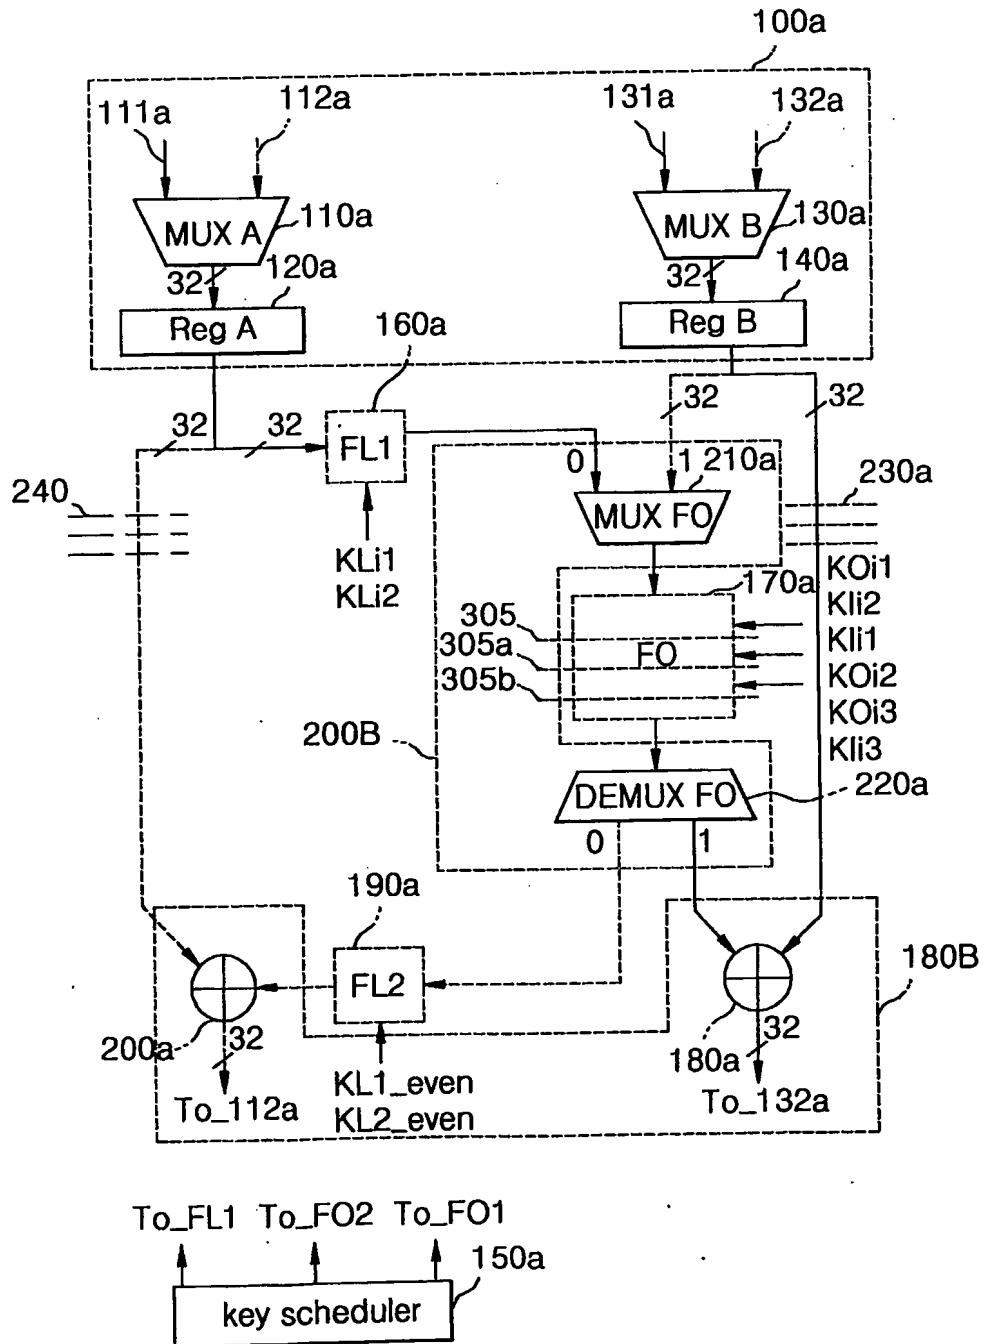 100a
111a 112a 131a 132a
MUX A 110a MUX B 130a
32 120a 32 140a
Reg A 160a Reg B
32 32 FL1 32 32
0 1 210a
240 MUX FO 230a
KLi1
KLi2
170a KOi1
305 KIi2
305a FO KIi1
305b KOi2
KOi3
200B KIi3
DEMUX FO 220a
0 1
190a
FL2 180B
200a 32 180a 32
To_112a KL1_even To_132a
KL2_even
To_FL1 To_FO2 To_FO1
150a
key scheduler